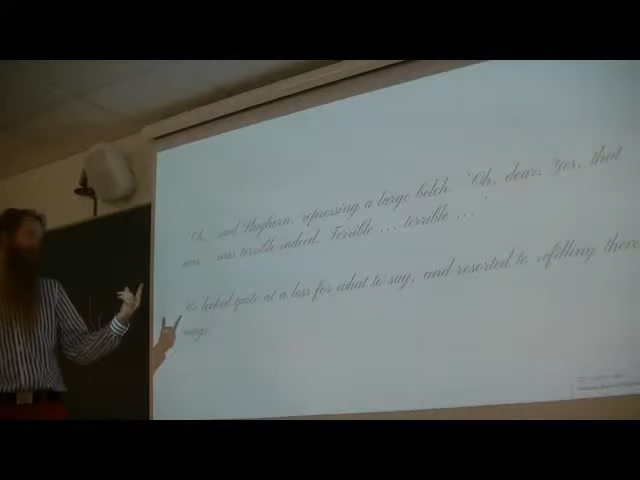 'Oh,' said Slughorn, repressing a large belch. 'Oh, dear. Yes, that
was – was terrible indeed. Terrible ... terrible ... '
He looked quite at a loss for what to say, and resorted to refilling their
mugs.